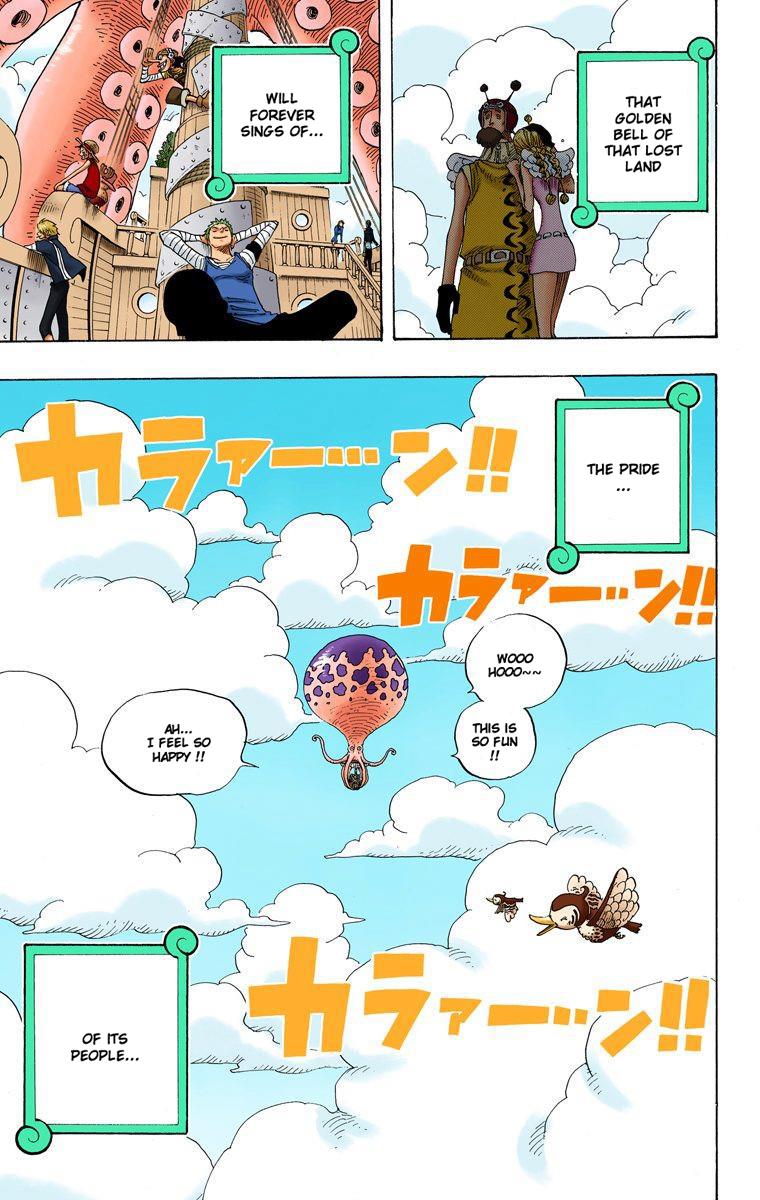 THAT
GOLDEN
BELL OF
THAT LOST
LAND
WILL
FOREVER
SINGS OF...
THE PRIDE
...
カラァーーン!!
カラァーーン!!
WOOO
HOOO~~
THIS IS
SO FUN
!!
AH...
I FEEL SO
HAPPY !!
カラァーーン!!
OF ITS
PEOPLE...